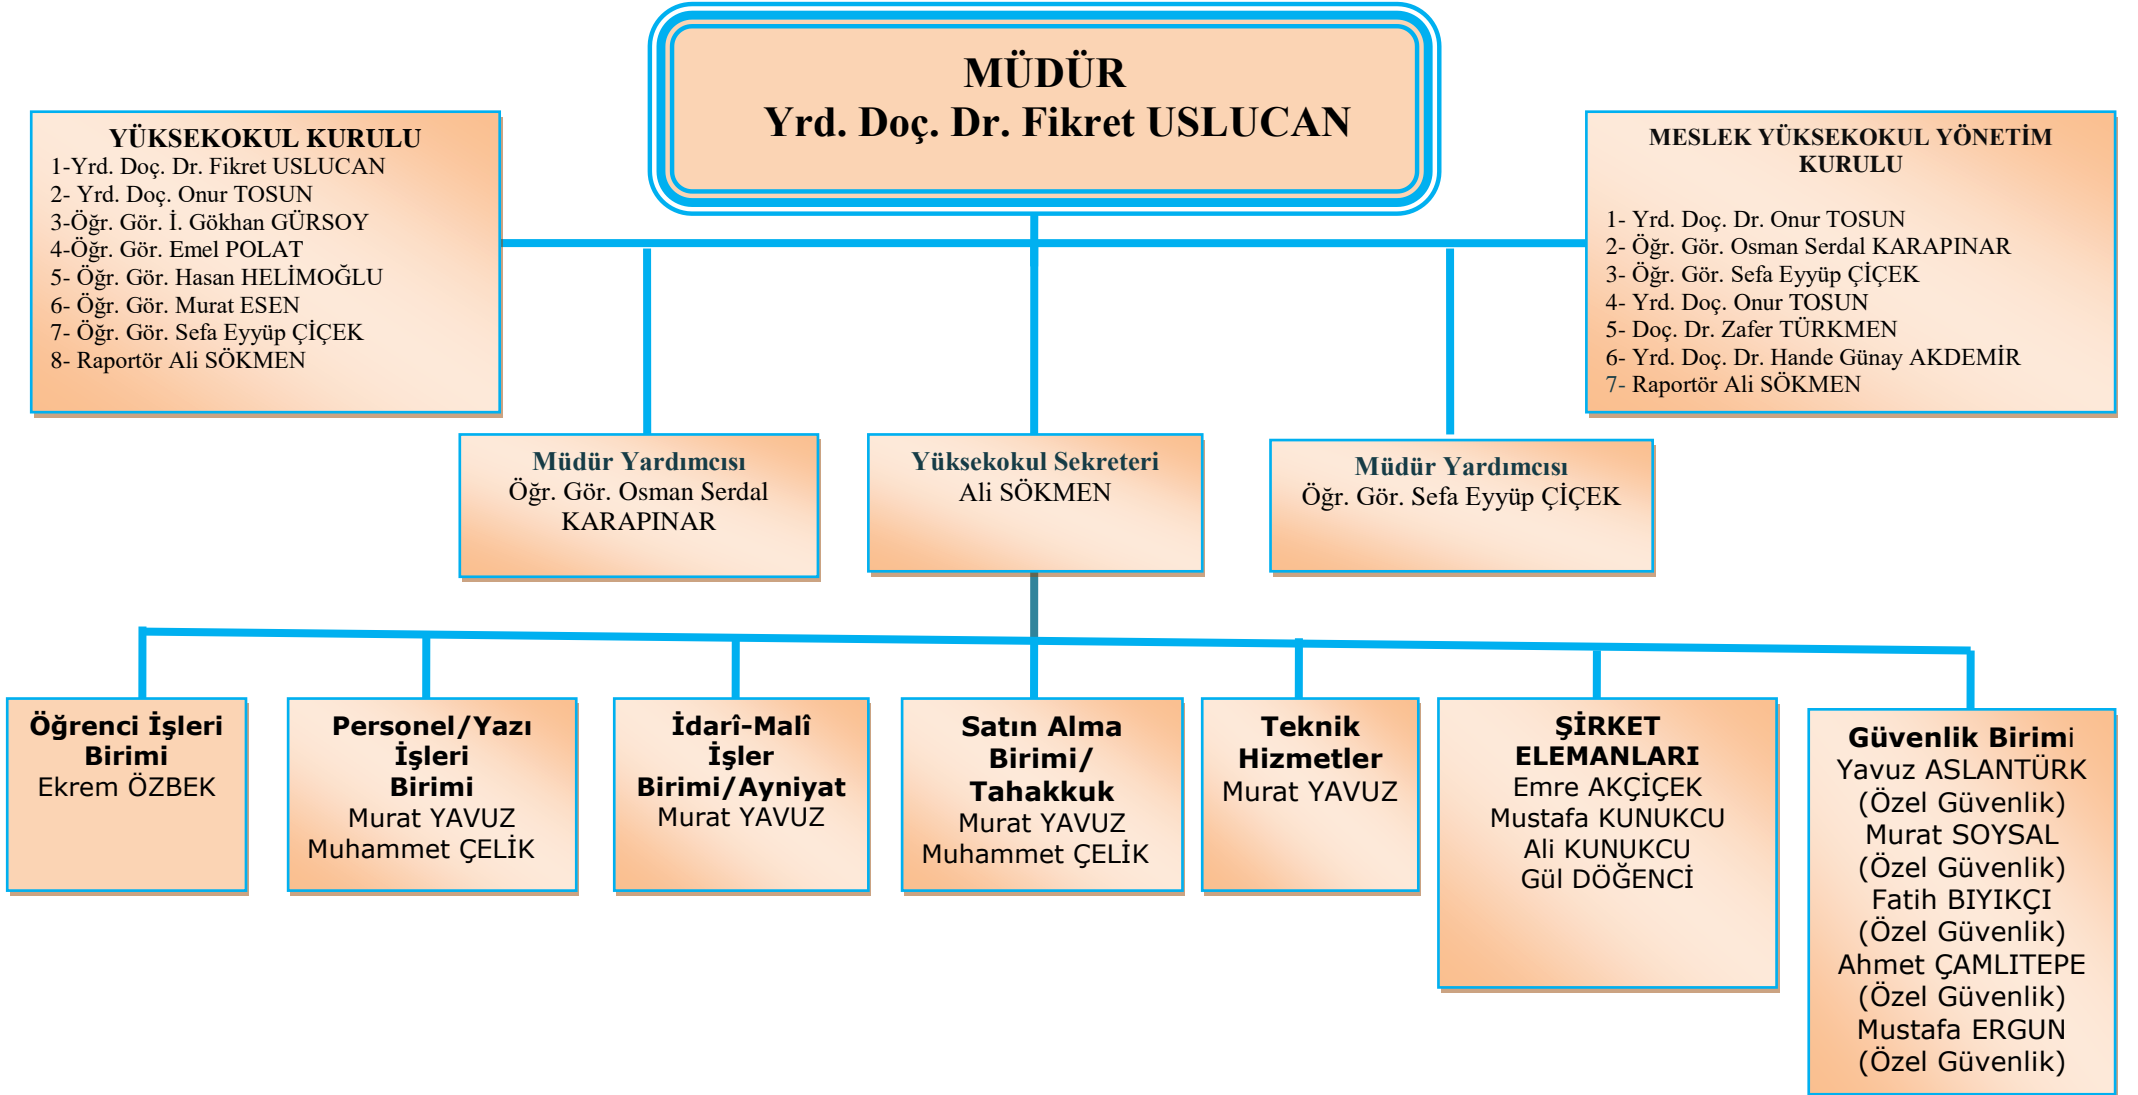 MÜDÜR
Yrd. Doç. Dr. Fikret USLUCAN
YÜKSEKOKUL KURULU
1-Yrd. Doç. Dr. Fikret USLUCAN
2- Yrd. Doç. Onur TOSUN
3-Öğr. Gör. İ. Gökhan GÜRSOY
4-Öğr. Gör. Emel POLAT
5- Öğr. Gör. Hasan HELİMOĞLU
6- Öğr. Gör. Murat ESEN
7- Öğr. Gör. Sefa Eyyüp ÇİÇEK
8- Raportör Ali SÖKMEN
MESLEK YÜKSEKOKUL YÖNETİM
KURULU
1- Yrd. Doç. Dr. Onur TOSUN
2- Öğr. Gör. Osman Serdal KARAPINAR
3- Öğr. Gör. Sefa Eyyüp ÇİÇEK
4- Yrd. Doç. Onur TOSUN
5- Doç. Dr. Zafer TÜRKMEN
6- Yrd. Doç. Dr. Hande Günay AKDEMİR
7- Raportör Ali SÖKMEN
Müdür Yardımcısı
Öğr. Gör. Osman Serdal
KARAPINAR
Yüksekokul Sekreteri
Ali SÖKMEN
Müdür Yardımcısı
Öğr. Gör. Sefa Eyyüp ÇİÇEK
Öğrenci İşleri
Birimi
Ekrem ÖZBEK
Personel/Yazı
İşleri
Birimi
Murat YAVUZ
Muhammet ÇELİK
İdarî-Malî
İşler
Birimi/Ayniyat
Murat YAVUZ
Satın Alma
Birimi/
Tahakkuk
Murat YAVUZ
Muhammet ÇELİK
Teknik
Hizmetler
Murat YAVUZ
ŞİRKET
ELEMANLARI
Emre AKÇİÇEK
Mustafa KUNUKCU
Ali KUNUKCU
Gül DÖĞENCİ
Güvenlik Birimi
Yavuz ASLANTÜRK
(Özel Güvenlik)
Murat SOYSAL
(Özel Güvenlik)
Fatih BIYIKÇI
(Özel Güvenlik)
Ahmet ÇAMLITEPE
(Özel Güvenlik)
Mustafa ERGUN
(Özel Güvenlik)